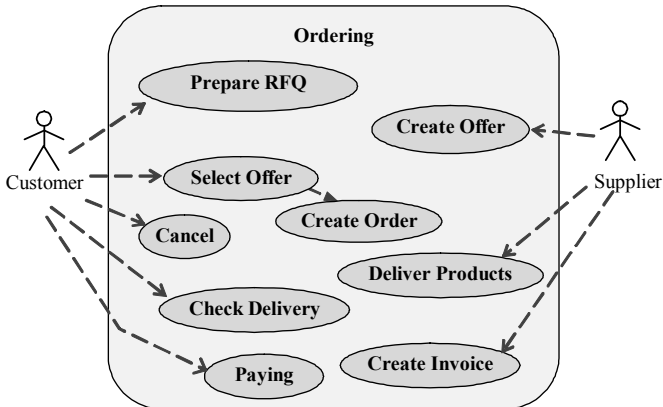 Ordering
Prepare RFQ
Create Offer
Customer
Select Offer
Supplier
Create Order
Cancel
Deliver Products
Check Delivery
Create Invoice
Paying